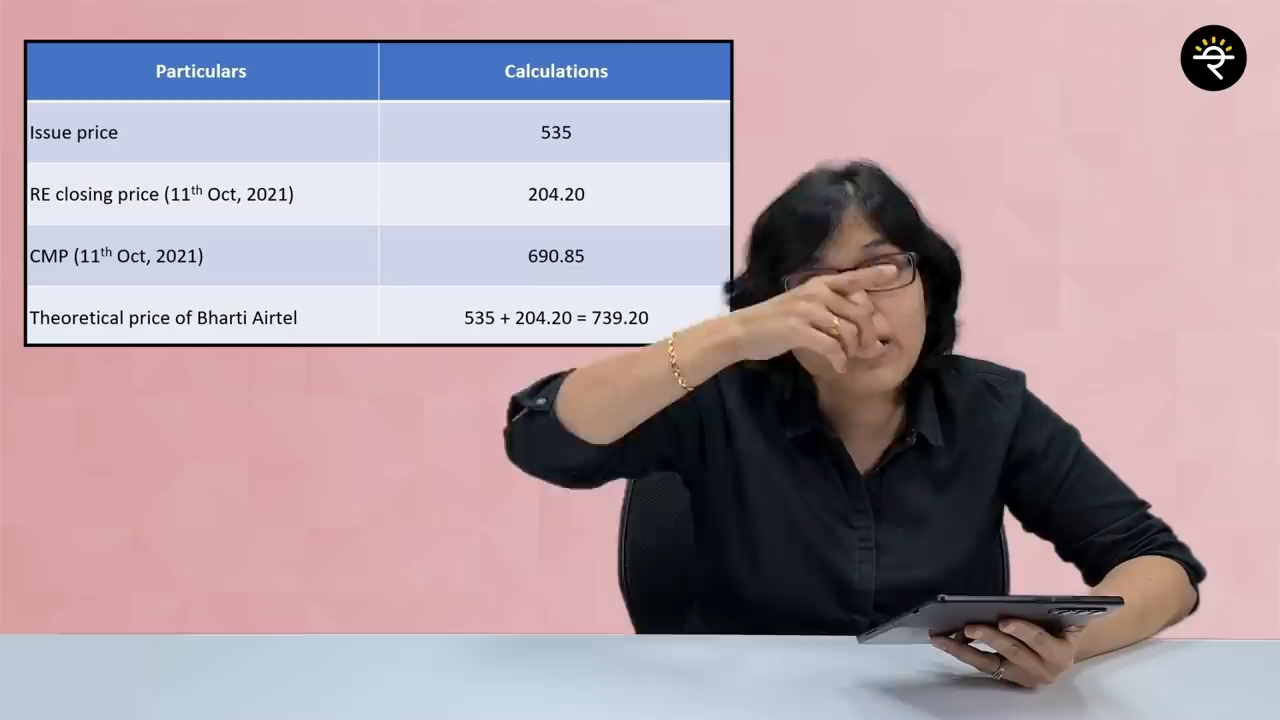 Particulars Calculations
Issue price 535
RE closing price (11th Oct, 2021) 204.20
CMP (11th Oct, 2021) 690.85
Theoretical price of Bharti Airtel 535 + 204.20 = 739.20